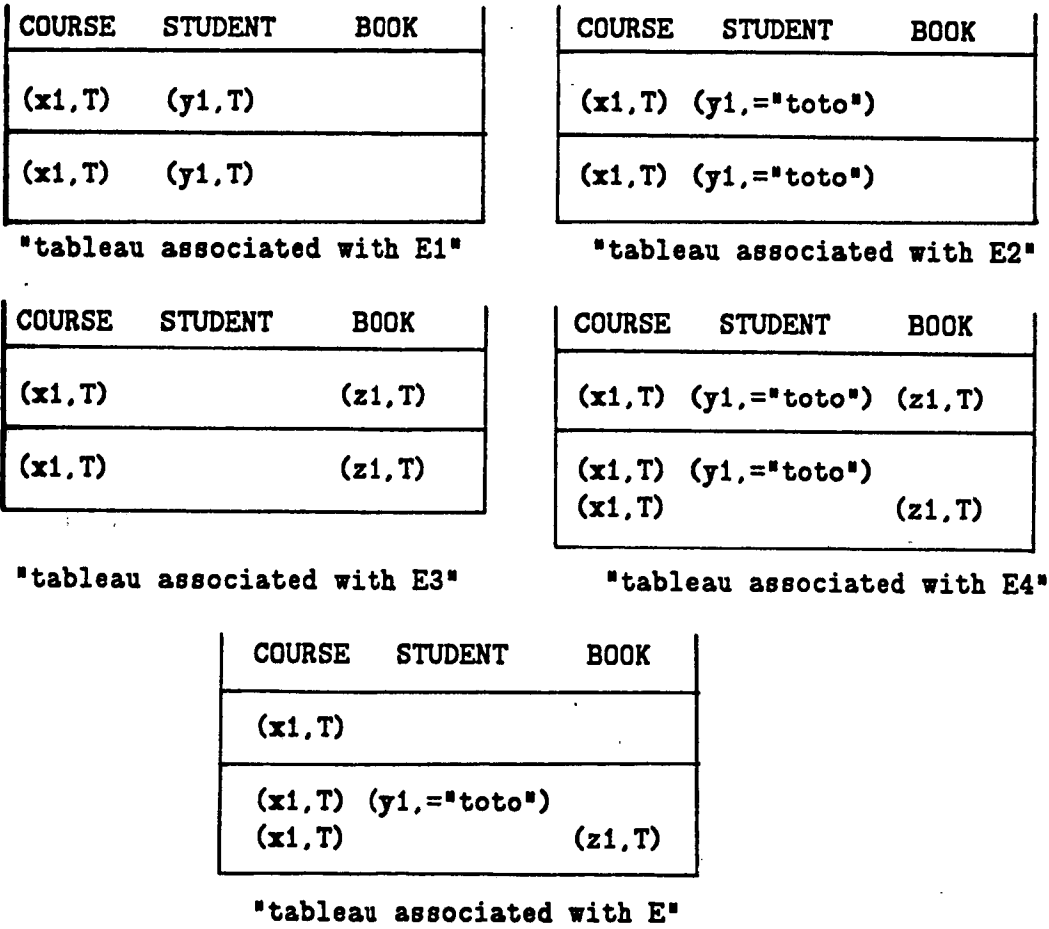 COURSE STUDENT BOOK
(x1,T) (y1,T)
(x1,T) (y1,T)
"tableau associated with E1"
COURSE STUDENT BOOK
(x1,T) (y1,="toto")
(x1,T) (y1,="toto")
"tableau associated with E2"
COURSE STUDENT BOOK
(x1,T) (z1,T)
(x1,T) (z1,T)
"tableau associated with E3"
COURSE STUDENT BOOK
(x1,T) (y1,="toto") (z1,T)
(x1,T) (y1,="toto")
(x1,T) (z1,T)
"tableau associated with E4"
COURSE STUDENT BOOK
(x1,T)
(x1,T) (y1,="toto")
(x1,T) (z1,T)
"tableau associated with E"